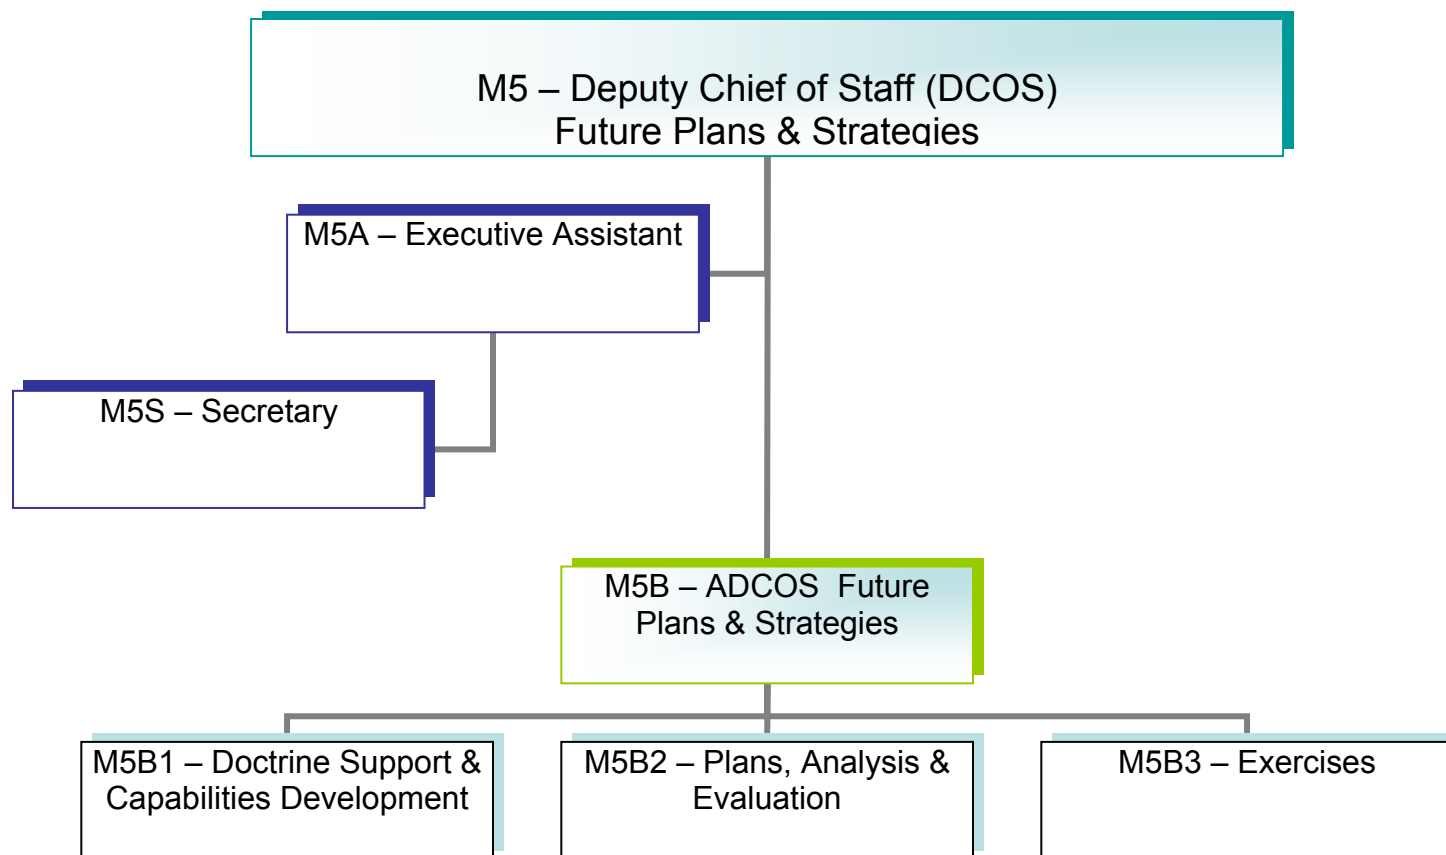 M5 – Deputy Chief of Staff (DCOS)
Future Plans & Strategies
M5A – Executive Assistant
M5S – Secretary
M5B – ADCOS  Future
Plans & Strategies
M5B1 – Doctrine Support &
Capabilities Development
M5B2 – Plans, Analysis &
Evaluation
M5B3 – Exercises